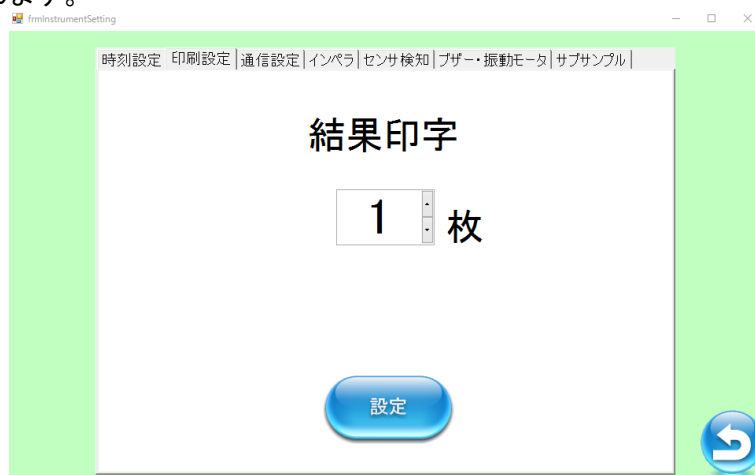 ます。
frmInstrumentSetting
時刻設定 印刷設定 通信設定 インペラ センサ検知 ブザー・振動モータ サブサンプル
結果印字
1 枚
設定